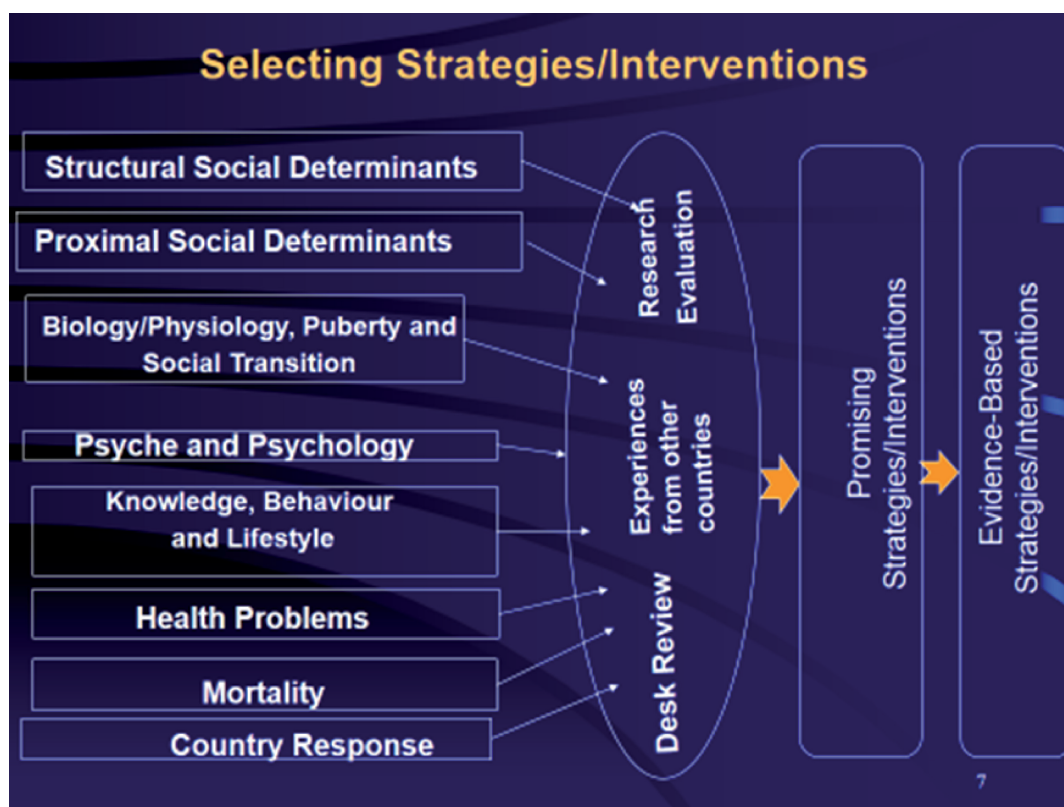 Selecting Strategies/Interventions
Structural Social Determinants
Proximal Social Determinants
Biology/Physiology, Puberty and
Social Transition
Psyche and Psychology
Knowledge, Behaviour
and Lifestyle
Health Problems
Mortality
Country Response
Research
Evaluation
Experiences
from other
countries
Desk Review
Promising
Strategies/Interventions
Evidence-Based
Strategies/Interventions
7